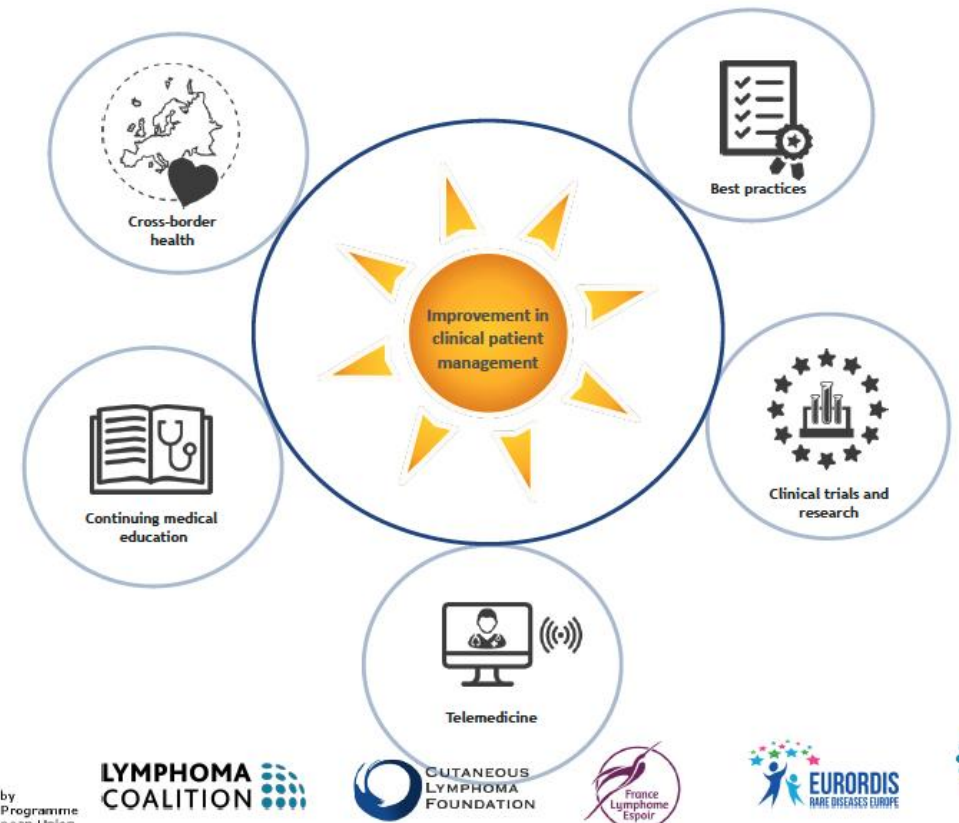 Best practices
Cross-border
health
Improvement in
clinical patient
management
Continuing medical
education
Clinical trials and
research
Telemedicine
by
Programme
LYMPHOMA
COALITION
CUTANEOUS
LYMPHOMA
FOUNDATION
France
Lymphome
Espoir
EURORDIS
RARE DISEASES EUROPE